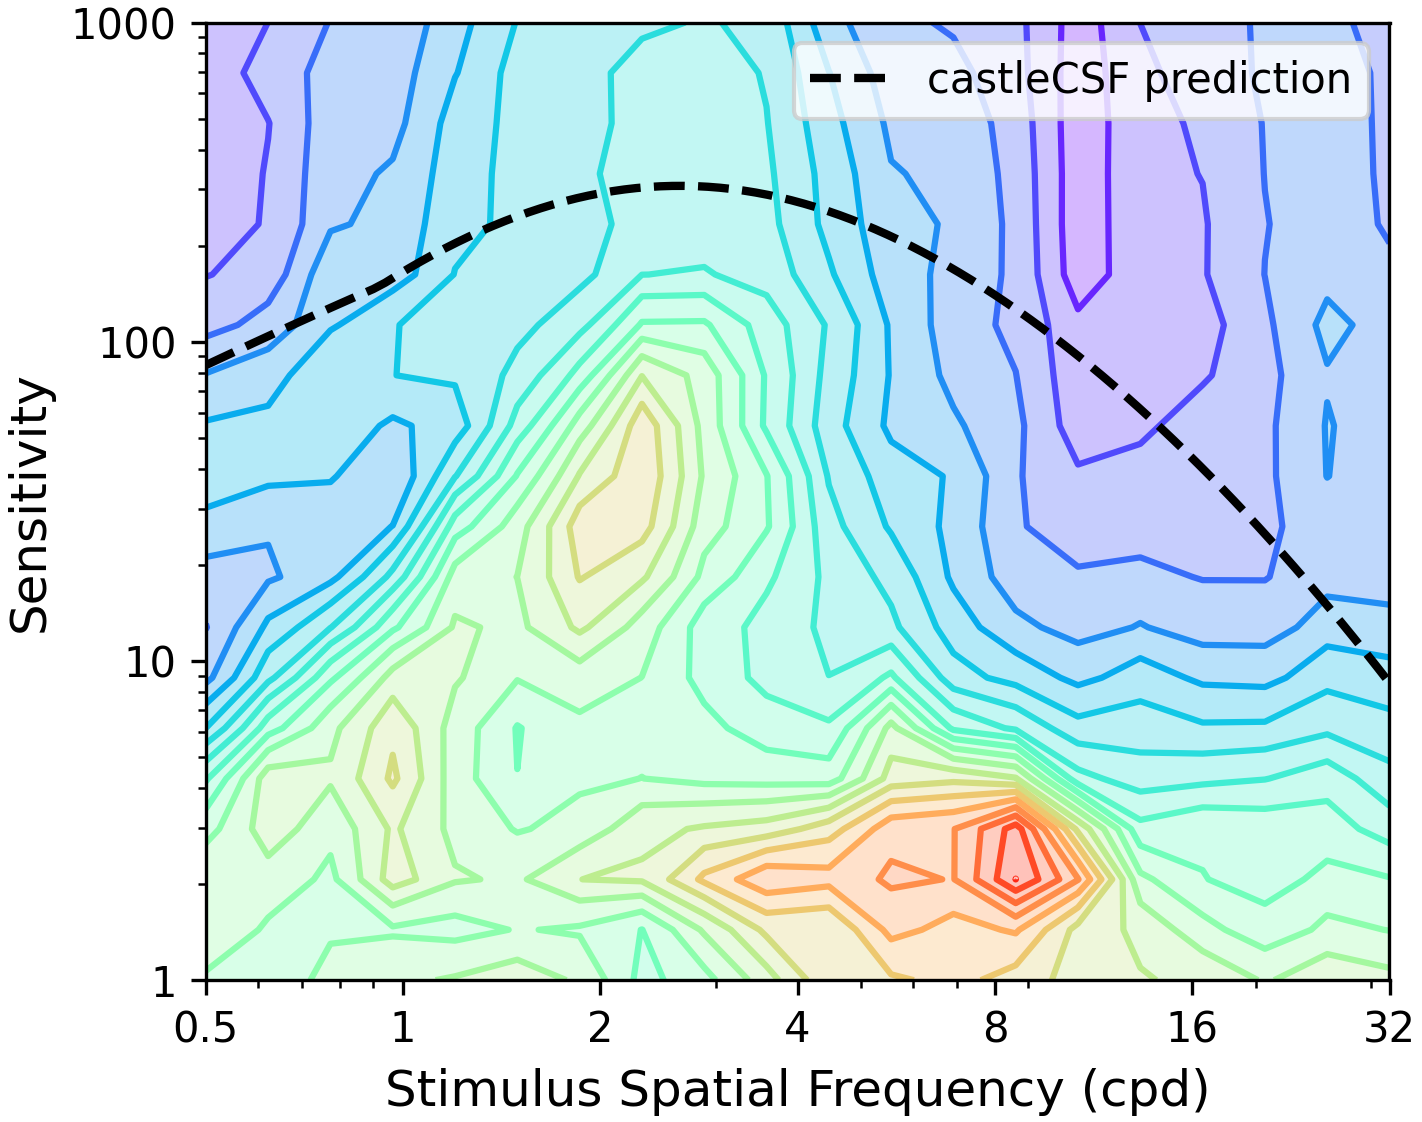 1000
castleCSF prediction
100
Sensitivity
10
1
0.5 1 2 4 8 16 32
Stimulus Spatial Frequency (cpd)